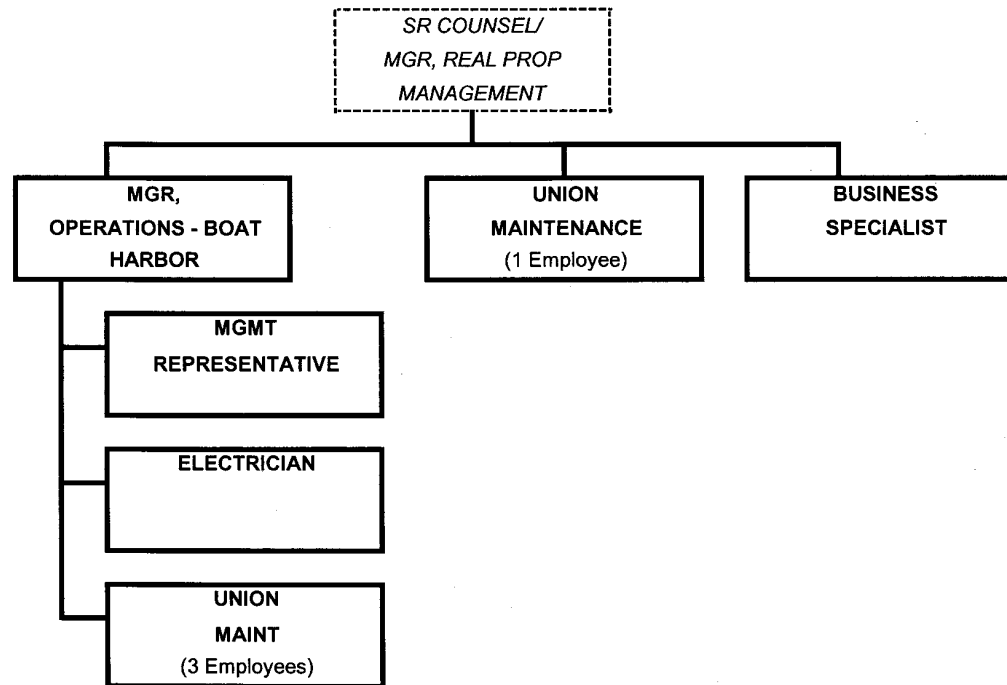 SR COUNSEL/
MGR, REAL PROP
MANAGEMENT
MGR,
OPERATIONS - BOAT
HARBOR
UNION
MAINTENANCE
(1 Employee)
BUSINESS
SPECIALIST
MGMT
REPRESENTATIVE
ELECTRICIAN
UNION
MAINT
(3 Employees)